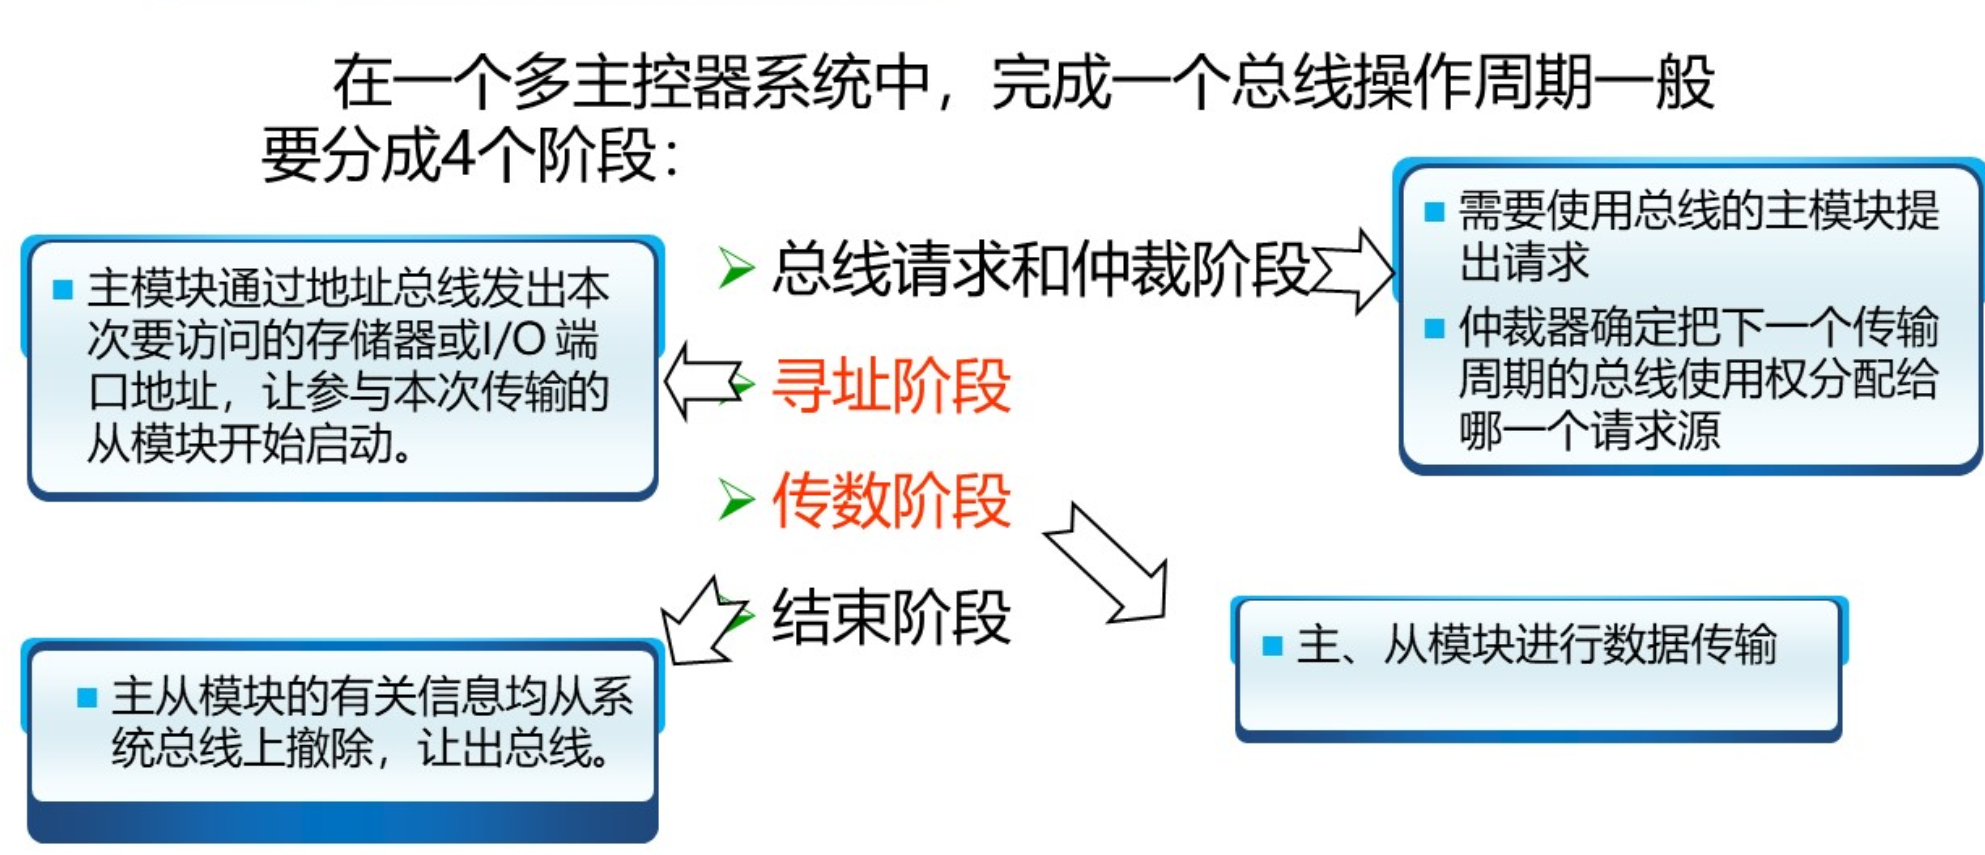 在一个多主控器系统中，完成一个总线操作周期一般
要分成4个阶段：
总线请求和仲裁阶段
需要使用总线的主模块提
出请求
仲裁器确定把下一个传输
周期的总线使用权分配给
哪一个请求源
寻址阶段
主模块通过地址总线发出本
次要访问的存储器或I/O 端
口地址，让参与本次传输的
从模块开始启动。
传数阶段
主、从模块进行数据传输
结束阶段
主从模块的有关信息均从系
统总线上撤除，让出总线。